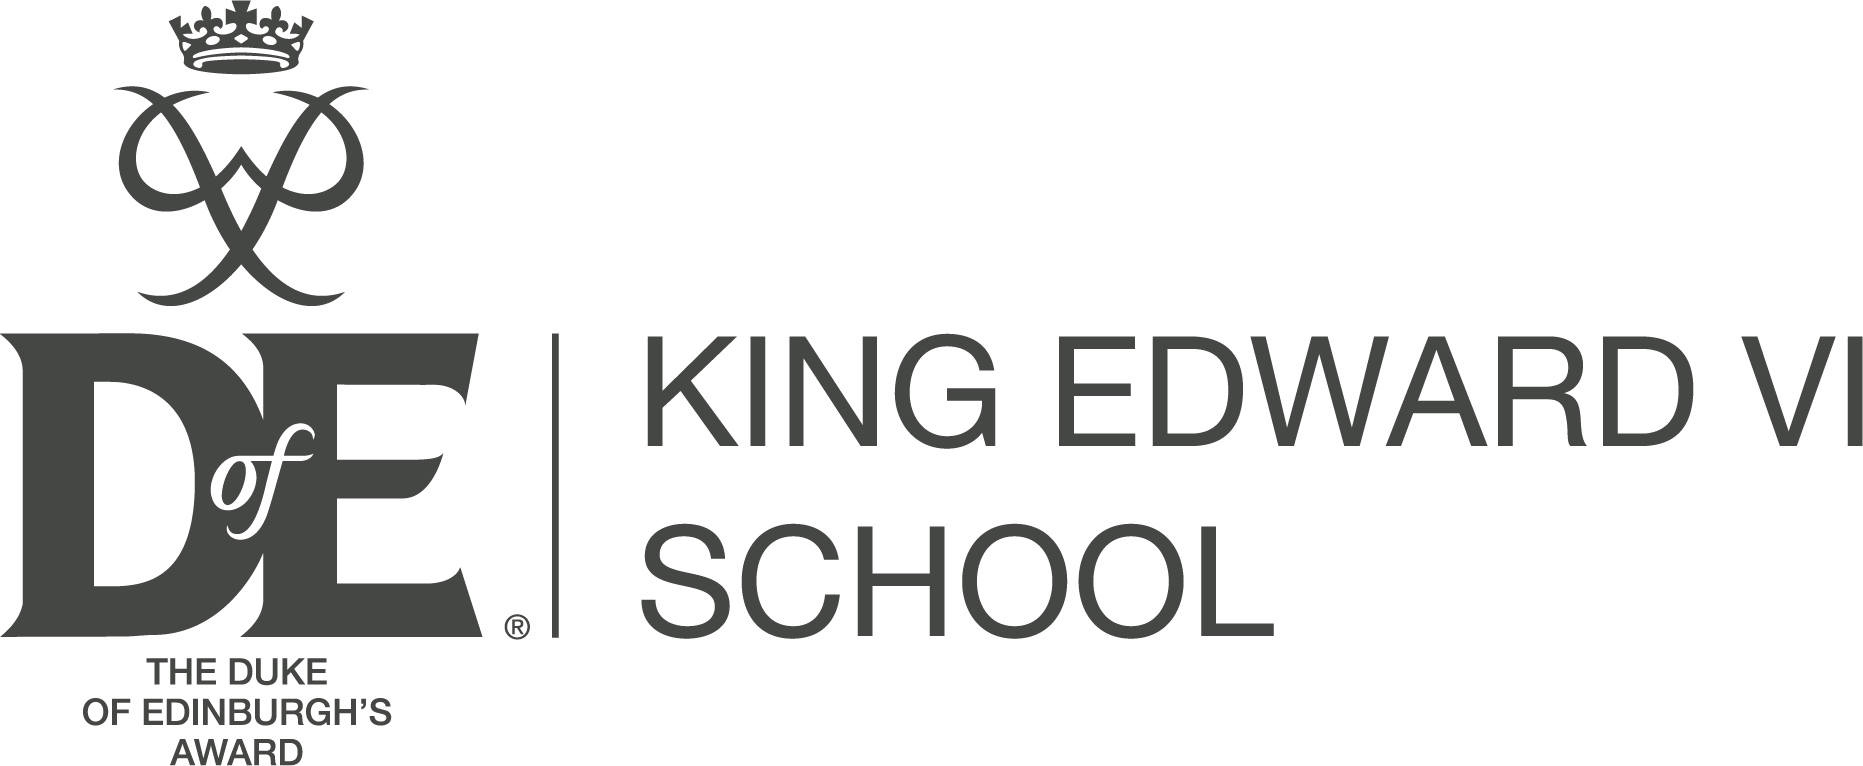 DofE®
THE DUKE
OF EDINBURGH'S
AWARD
KING EDWARD VI
SCHOOL